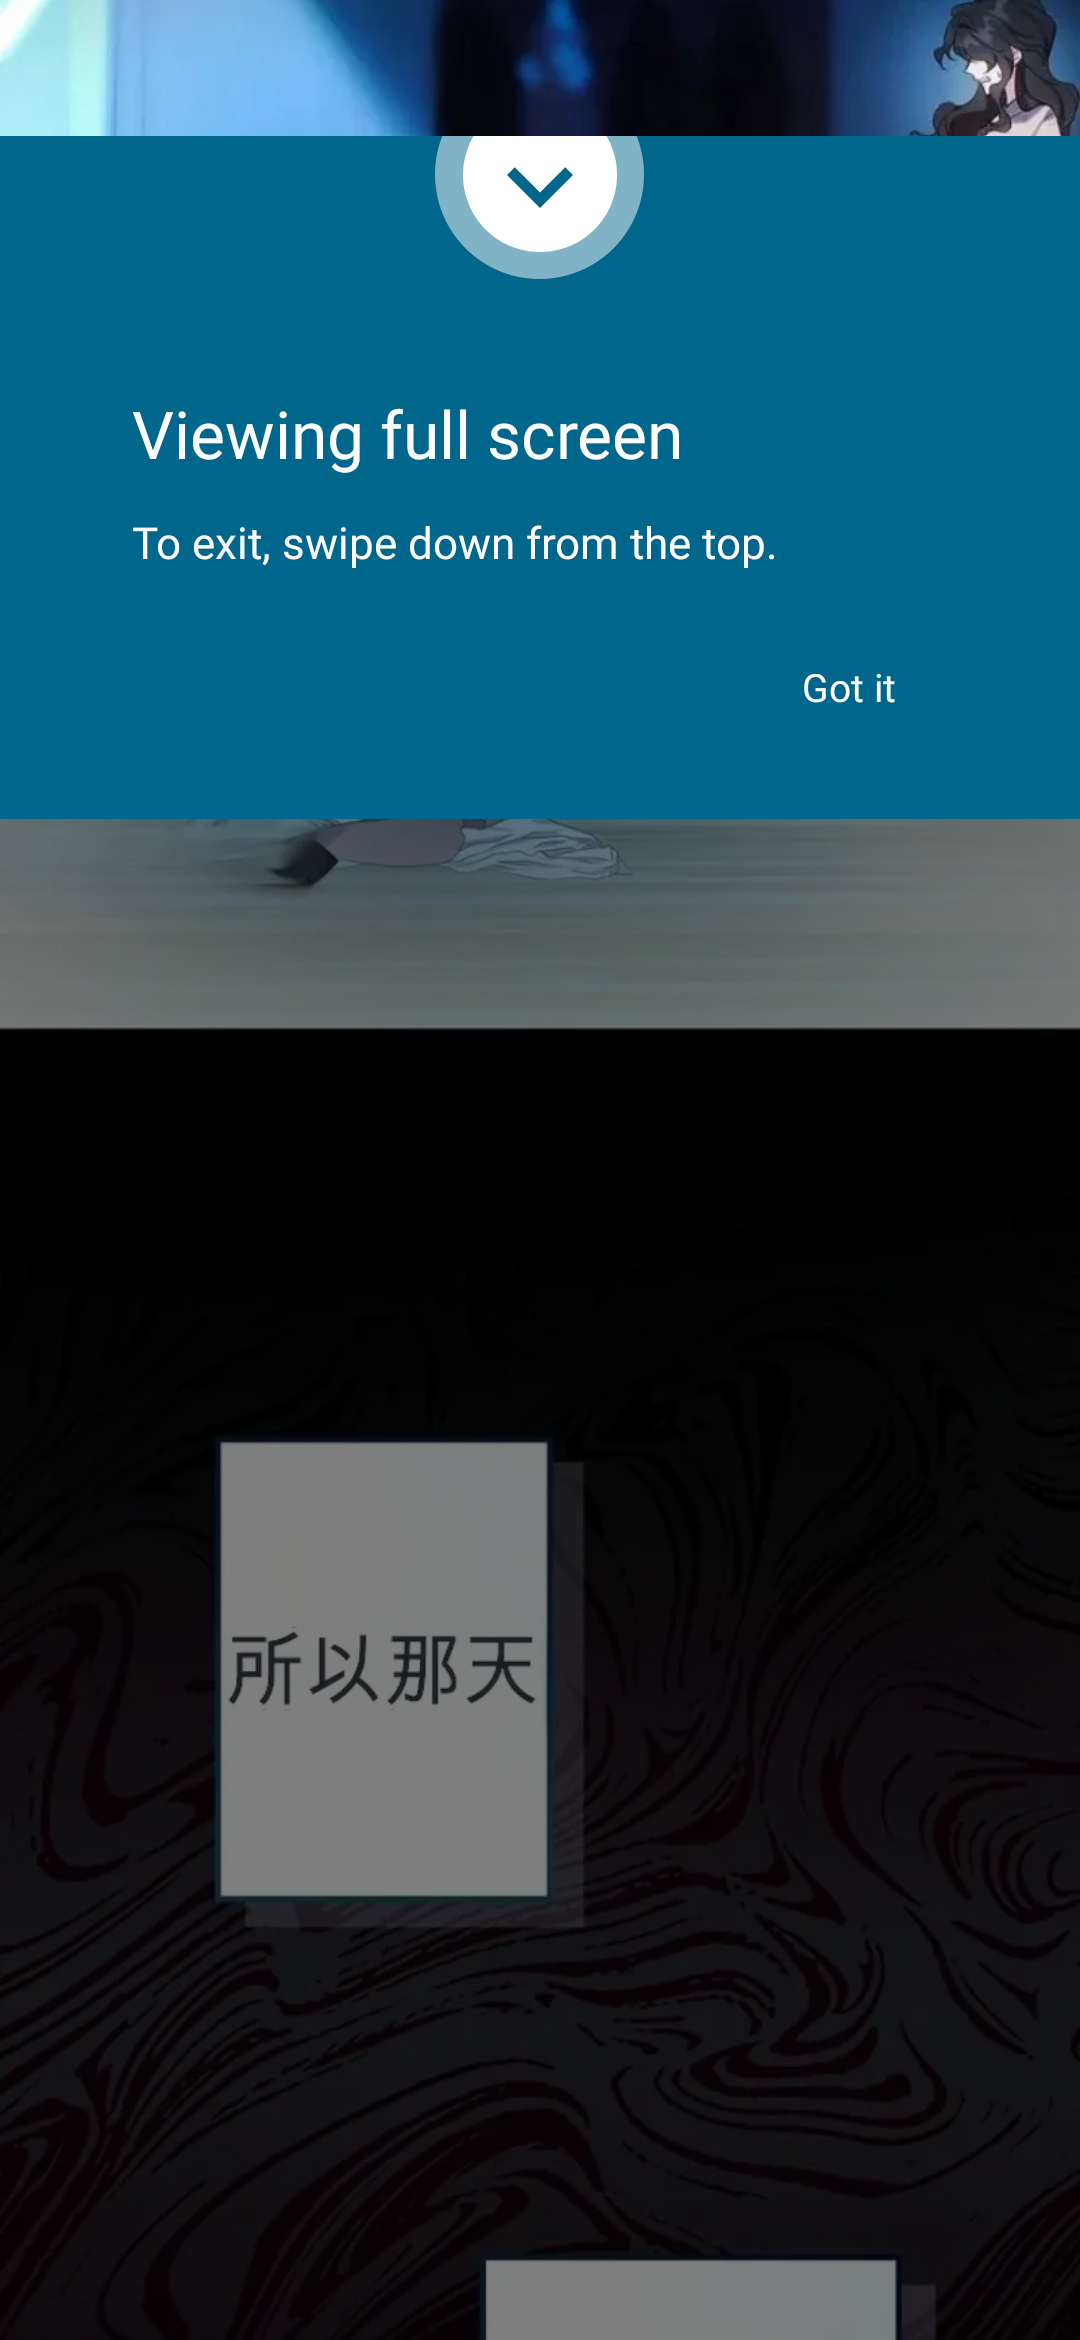 Viewing full screen
To exit, swipe down from the top.
Got it
所以那天